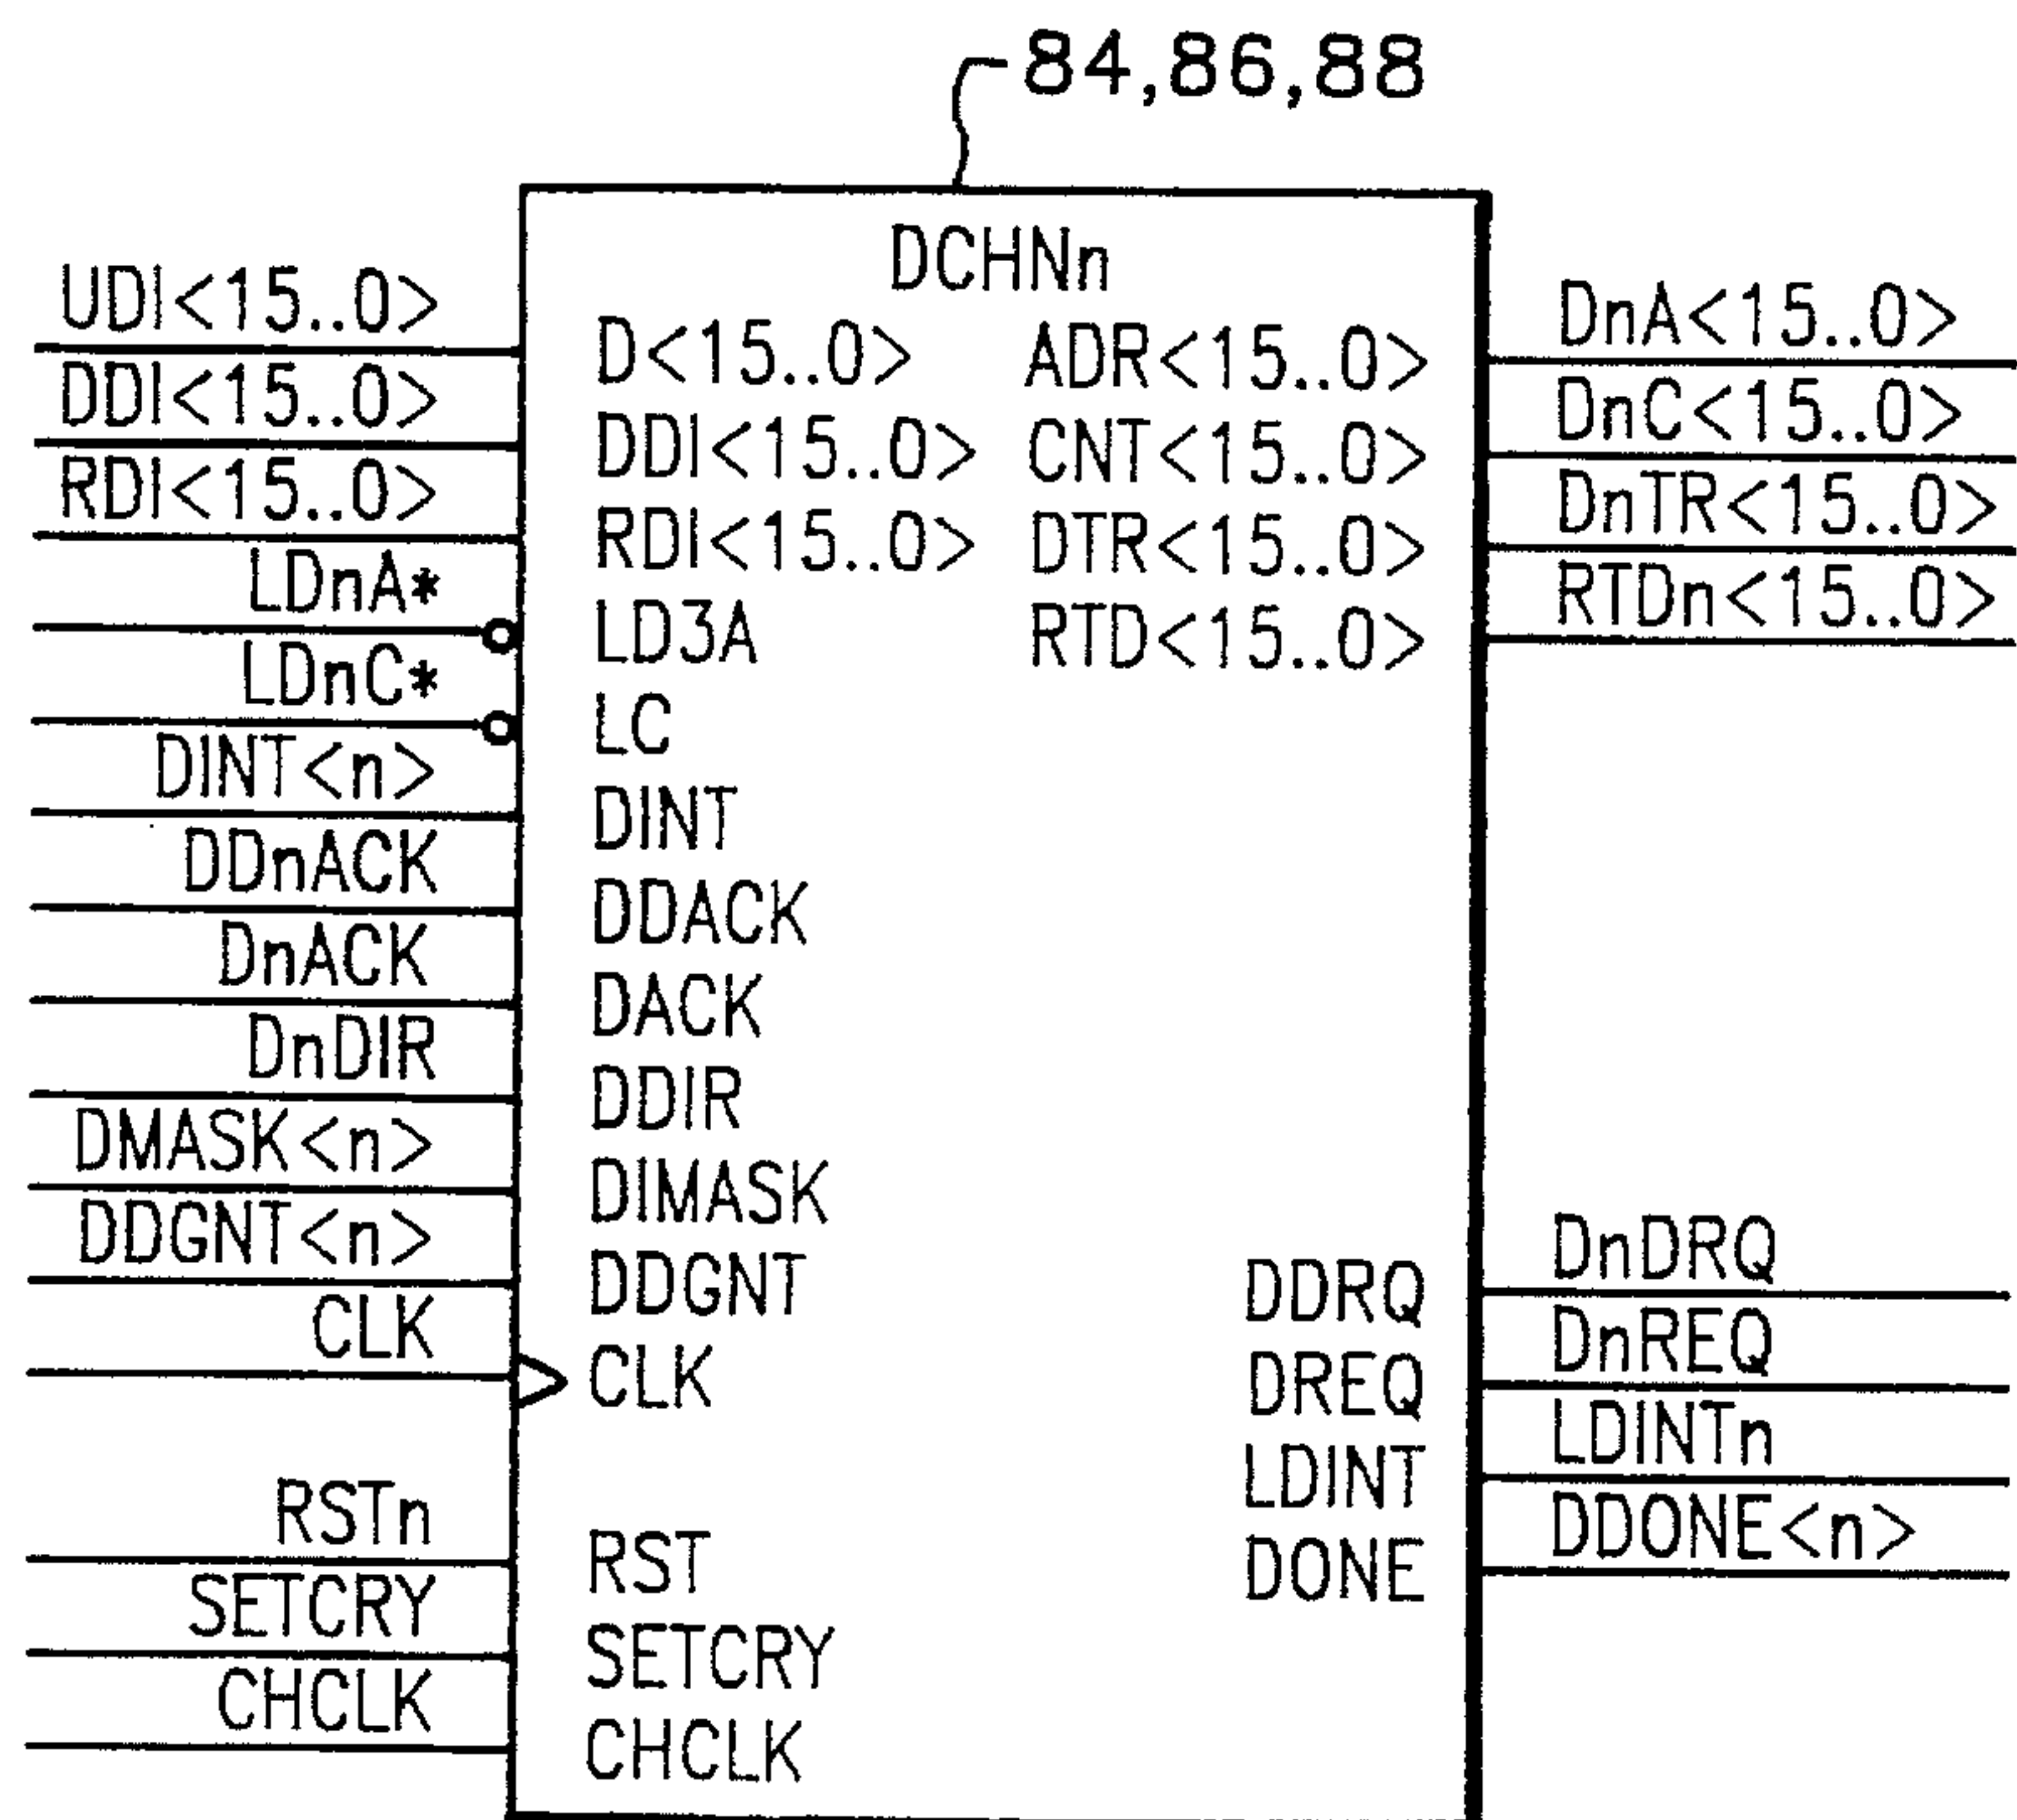 84,86,88
DCHNn
UDI<15..0>
DDI<15..0>
RDI<15..0>
LDnA*
LDnC*
DINT<n>
DDnACK
DnACK
DnDIR
DMASK<n>
DDGNT<n>
CLK
RSTn
SETCRY
CHCLK
D<15..0>
DDI<15..0>
RDI<15..0>
LD3A
LC
DINT
DDACK
DACK
DDIR
DIMASK
DDGNT
CLK
RST
SETCRY
CHCLK
ADR<15..0>
CNT<15..0>
DTR<15..0>
RTD<15..0>
DDRQ
DREQ
LDINT
DONE
DnA<15..0>
DnC<15..0>
DnTR<15..0>
RTDn<15..0>
DnDRQ
DnREQ
LDINTn
DDONE<n>